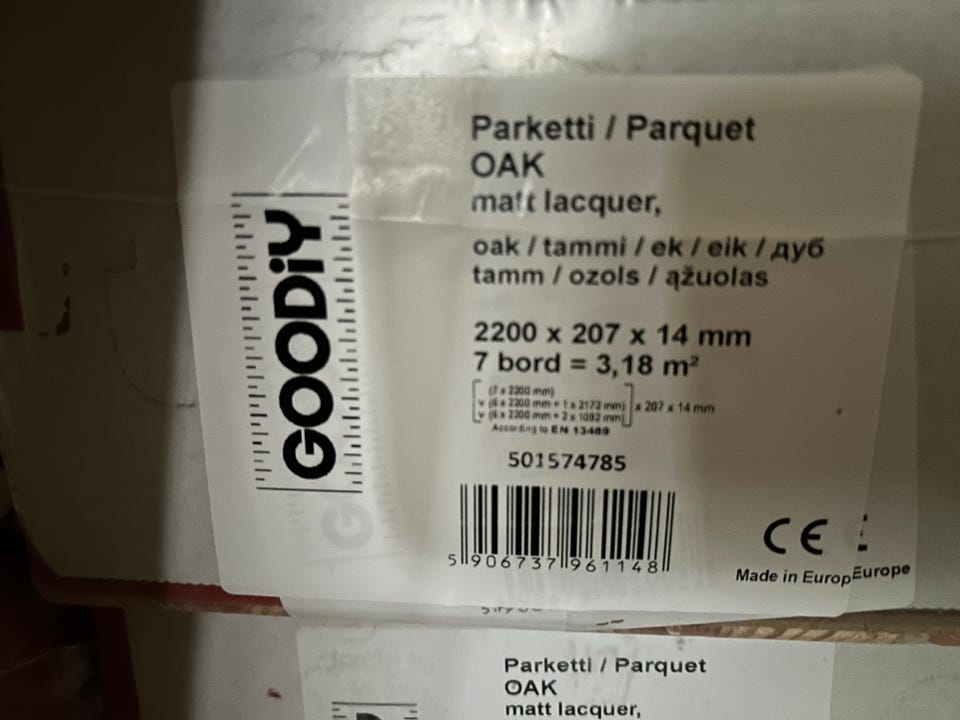 GOODiY
Parketti / Parquet
OAK
matt lacquer,
oak / tammi / ek / eik / дуб
tamm / ozols / ąžuolas
2200 x 207 x 14 mm
7 bord = 3,18 m²
(7 x 2200 mm)
v (6 x 2200 mm + 1 x 2172 mm) x 207 x 14 mm
v (6 x 2200 mm + 2 x 1082 mm)
According to EN 13489
501574785
5 906737 961148
CE
Made in Europ Europe
Parketti / Parquet
OAK
matt lacquer,